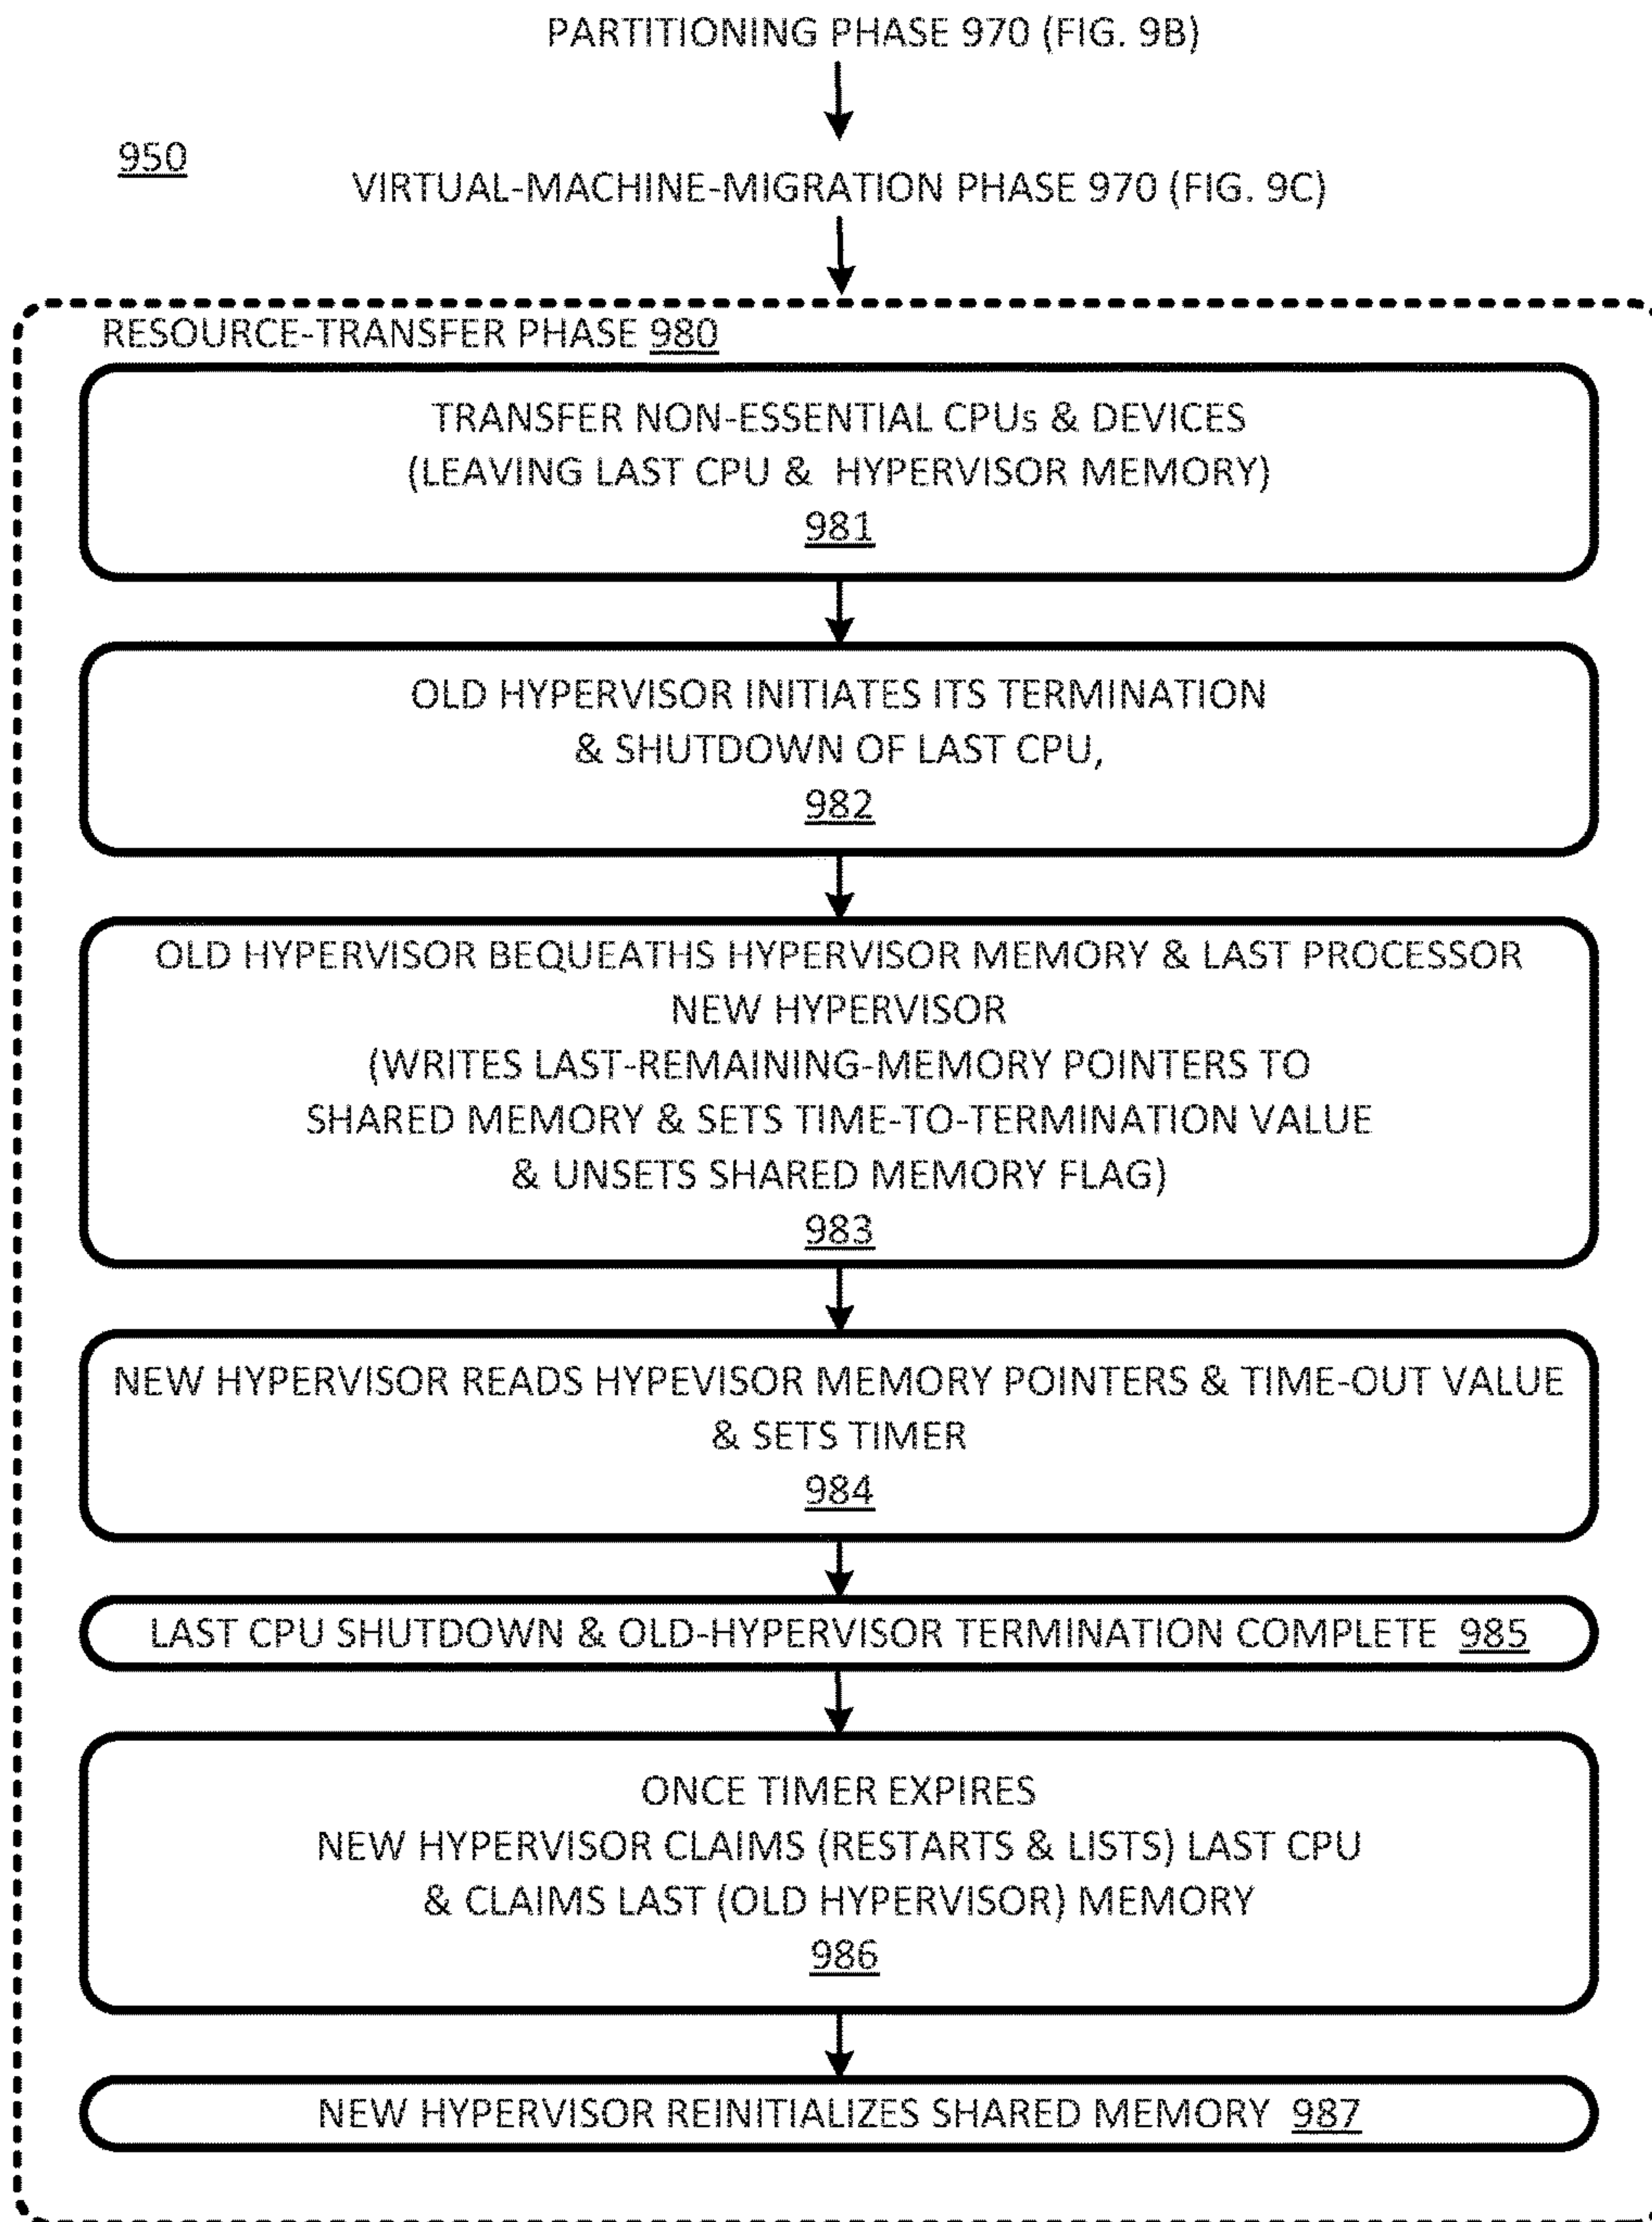 PARTITIONING PHASE 970 (FIG. 9B)
950
VIRTUAL-MACHINE-MIGRATION PHASE 970 (FIG. 9C)
RESOURCE-TRANSFER PHASE 980
TRANSFER NON-ESSENTIAL CPUs & DEVICES
(LEAVING LAST CPU & HYPERVISOR MEMORY)
981
OLD HYPERVISOR INITIATES ITS TERMINATION
& SHUTDOWN OF LAST CPU,
982
OLD HYPERVISOR BEQUEATHS HYPERVISOR MEMORY & LAST PROCESSOR
NEW HYPERVISOR
(WRITES LAST-REMAINING-MEMORY POINTERS TO
SHARED MEMORY & SETS TIME-TO-TERMINATION VALUE
& UNSETS SHARED MEMORY FLAG)
983
NEW HYPERVISOR READS HYPEVISOR MEMORY POINTERS & TIME-OUT VALUE
& SETS TIMER
984
LAST CPU SHUTDOWN & OLD-HYPERVISOR TERMINATION COMPLETE 985
ONCE TIMER EXPIRES
NEW HYPERVISOR CLAIMS (RESTARTS & LISTS) LAST CPU
& CLAIMS LAST (OLD HYPERVISOR) MEMORY
986
NEW HYPERVISOR REINITIALIZES SHARED MEMORY 987